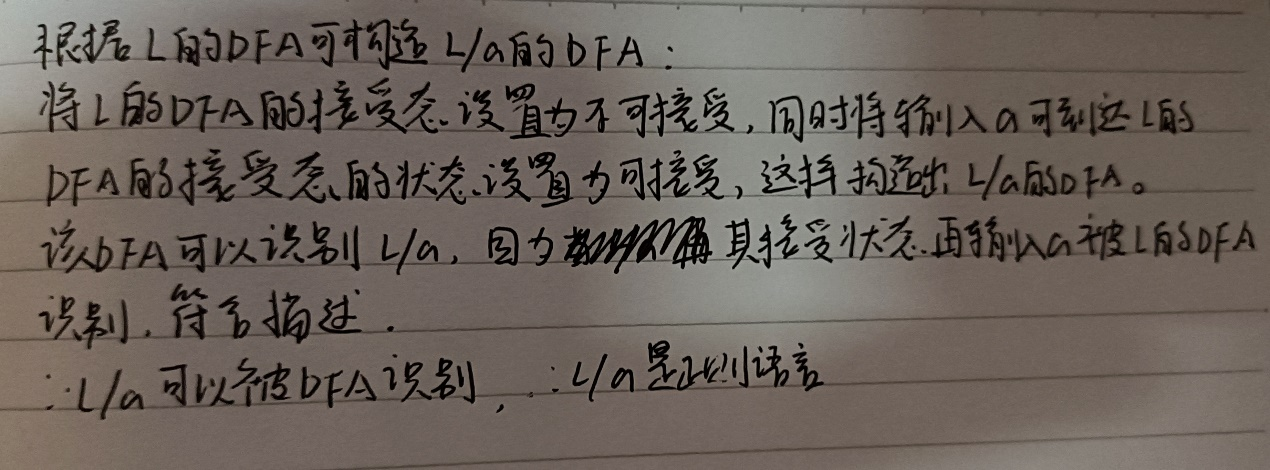 根据L的DFA可构造L/a的DFA:
将L的DFA的接受态设置为不可接受,同时将输入a可到达L的
DFA的接受态的状态设置为可接受,这样构造出L/a的DFA。
该DFA可以识别L/a,因为其接受状态再输入a被L的DFA
识别,符合描述.
∴L/a可以被DFA识别,∴L/a是正则语言